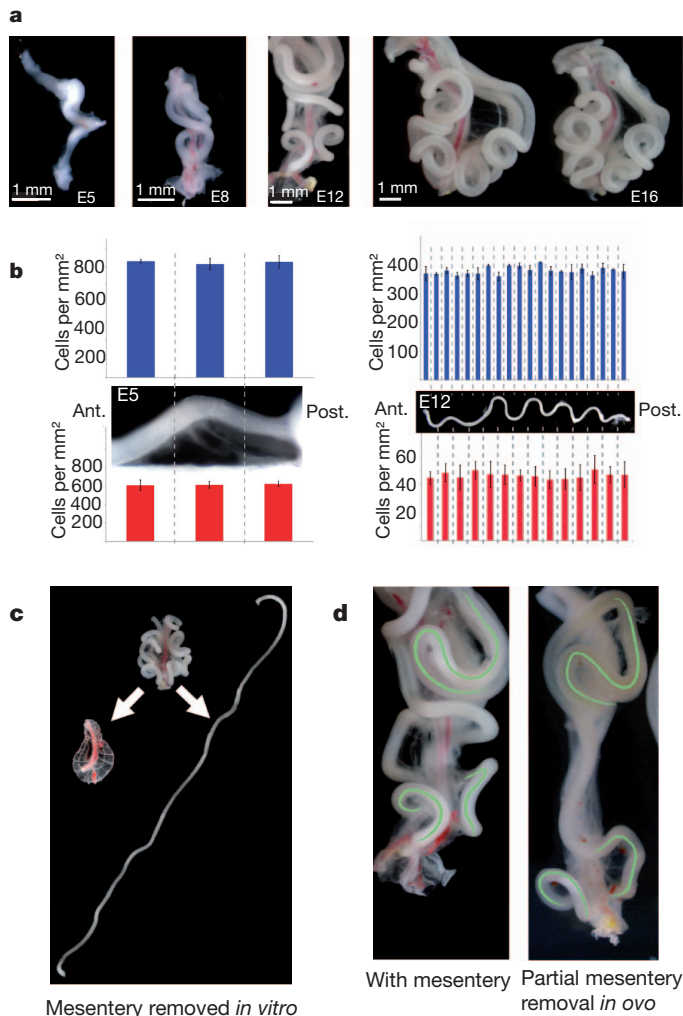 a
1 mm E5
1 mm E8
1 mm E12
1 mm E16
b
Cells per mm²
800
600
400
200
Cells per mm²
400
300
200
100
Ant. E5 Post.
Ant. E12 Post.
Cells per mm²
800
600
400
200
Cells per mm²
60
40
20
c
d
Mesentery removed in vitro
With mesentery
Partial mesentery
removal in ovo